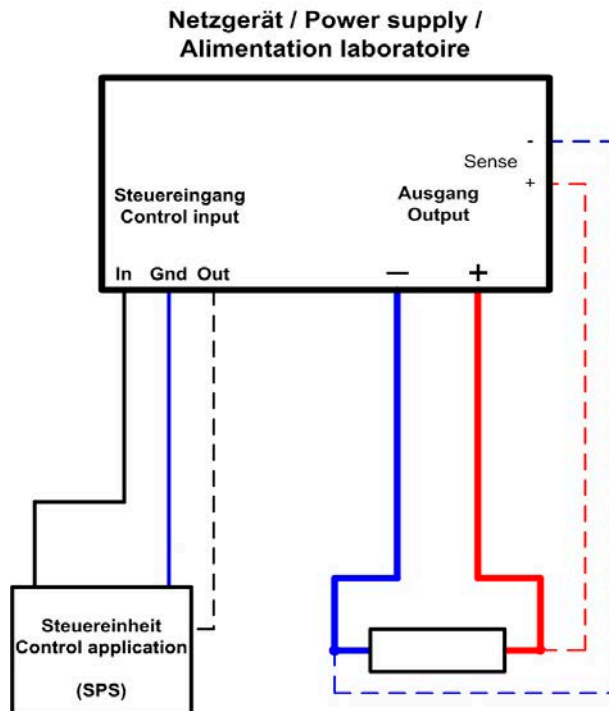 Netzgerät / Power supply /
Alimentation laboratoire
-
Sense
+
Steuereingang
Control input
Ausgang
Output
In Gnd Out
— +
Steuereinheit
Control application
(SPS)